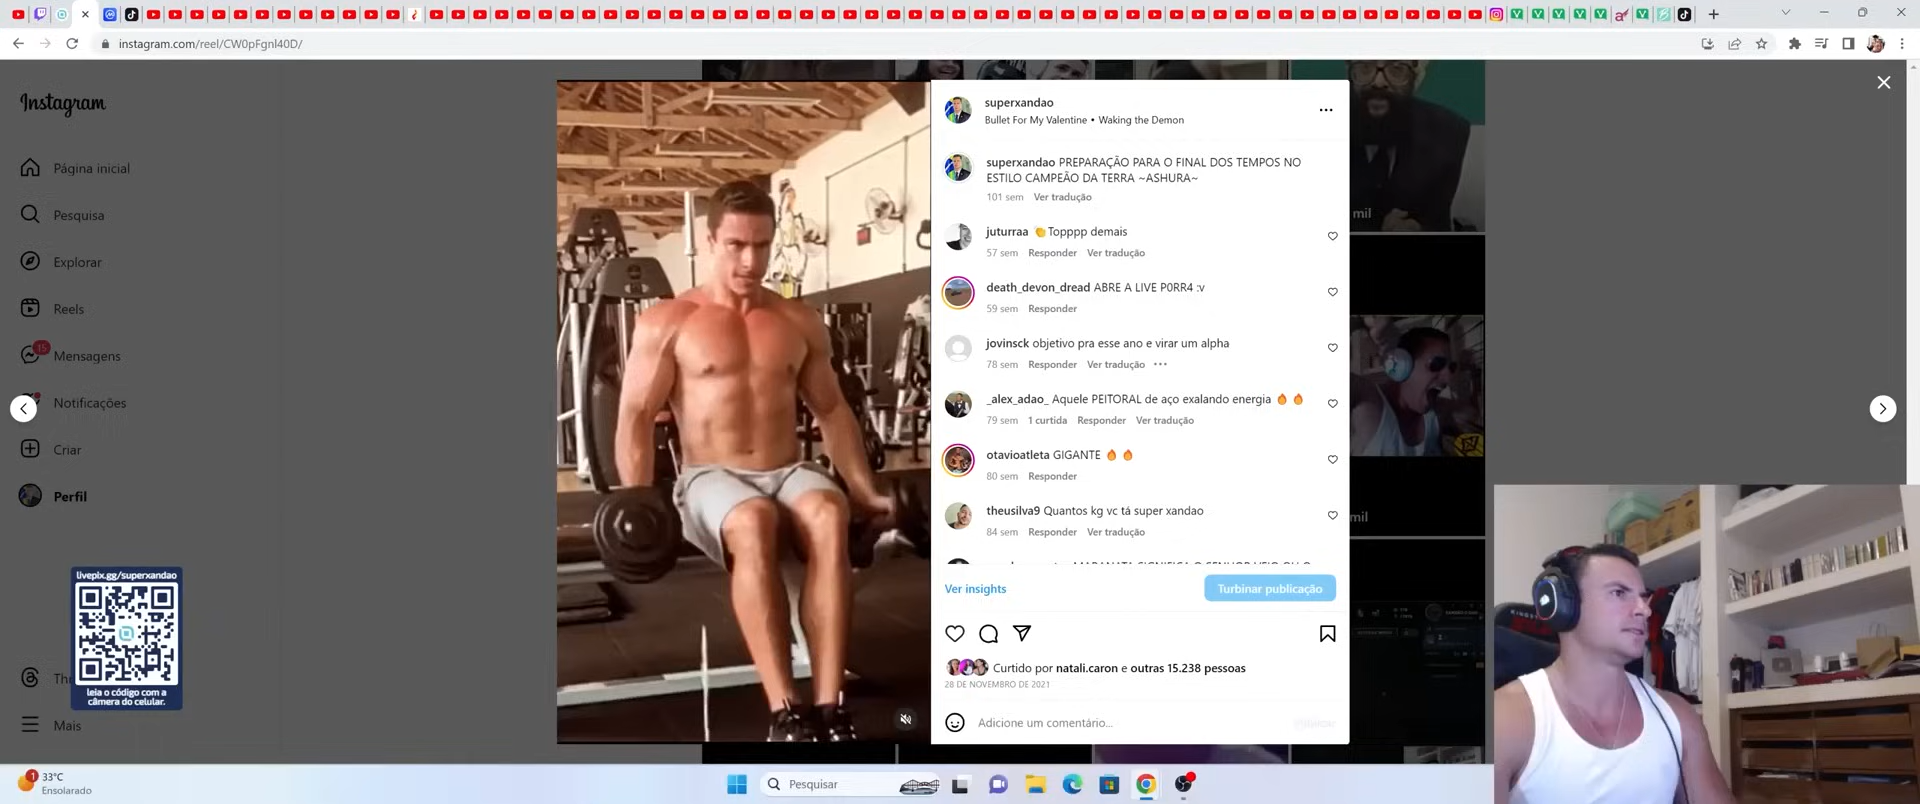 instagram.com/reel/CW0pFgnl40D/
Instagram
Página inicial
Pesquisa
Explorar
Reels
15
Mensagens
Notificações
Criar
Perfil
livepix.gg/superxandao
leia o código com a
câmera do celular.
Mais
superxandao
Bullet For My Valentine • Waking the Demon
superxandao PREPARAÇÃO PARA O FINAL DOS TEMPOS NO
ESTILO CAMPEÃO DA TERRA ~ASHURA~
101 sem Ver tradução
juturraa 👏Topppp demais
57 sem Responder Ver tradução
death_devon_dread ABRE A LIVE P0RR4 :v
59 sem Responder
jovinsck objetivo pra esse ano e virar um alpha
78 sem Responder Ver tradução •••
_alex_adao_ Aquele PEITORAL de aço exalando energia 🔥 🔥
79 sem 1 curtida Responder Ver tradução
otavioatleta GIGANTE 🔥 🔥
80 sem Responder
theusilva9 Quantos kg vc tá super xandao
84 sem Responder Ver tradução
Ver insights
Turbinar publicação
Curtido por natali.caron e outras 15.238 pessoas
28 DE NOVEMBRO DE 2021
Adicione um comentário...
Publicar
mil
mil
1
33°C
Ensolarado
Pesquisar